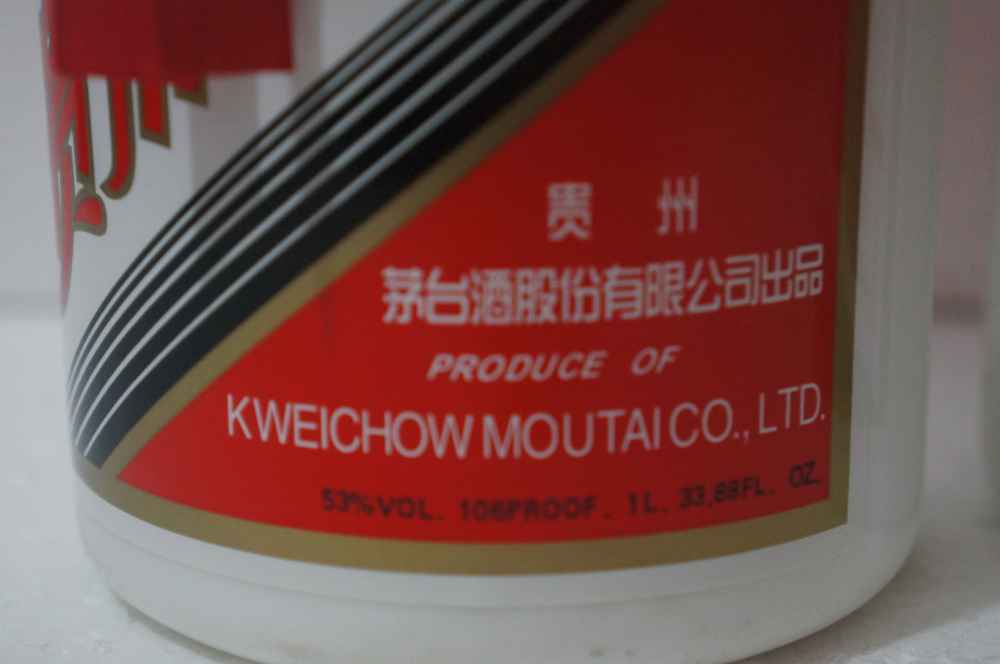 贵州
茅台酒股份有限公司出品
PRODUCE OF
KWEICHOW MOUTAI CO., LTD.
53%VOL. 106PROOF. 1L. 33.88FL. OZ.